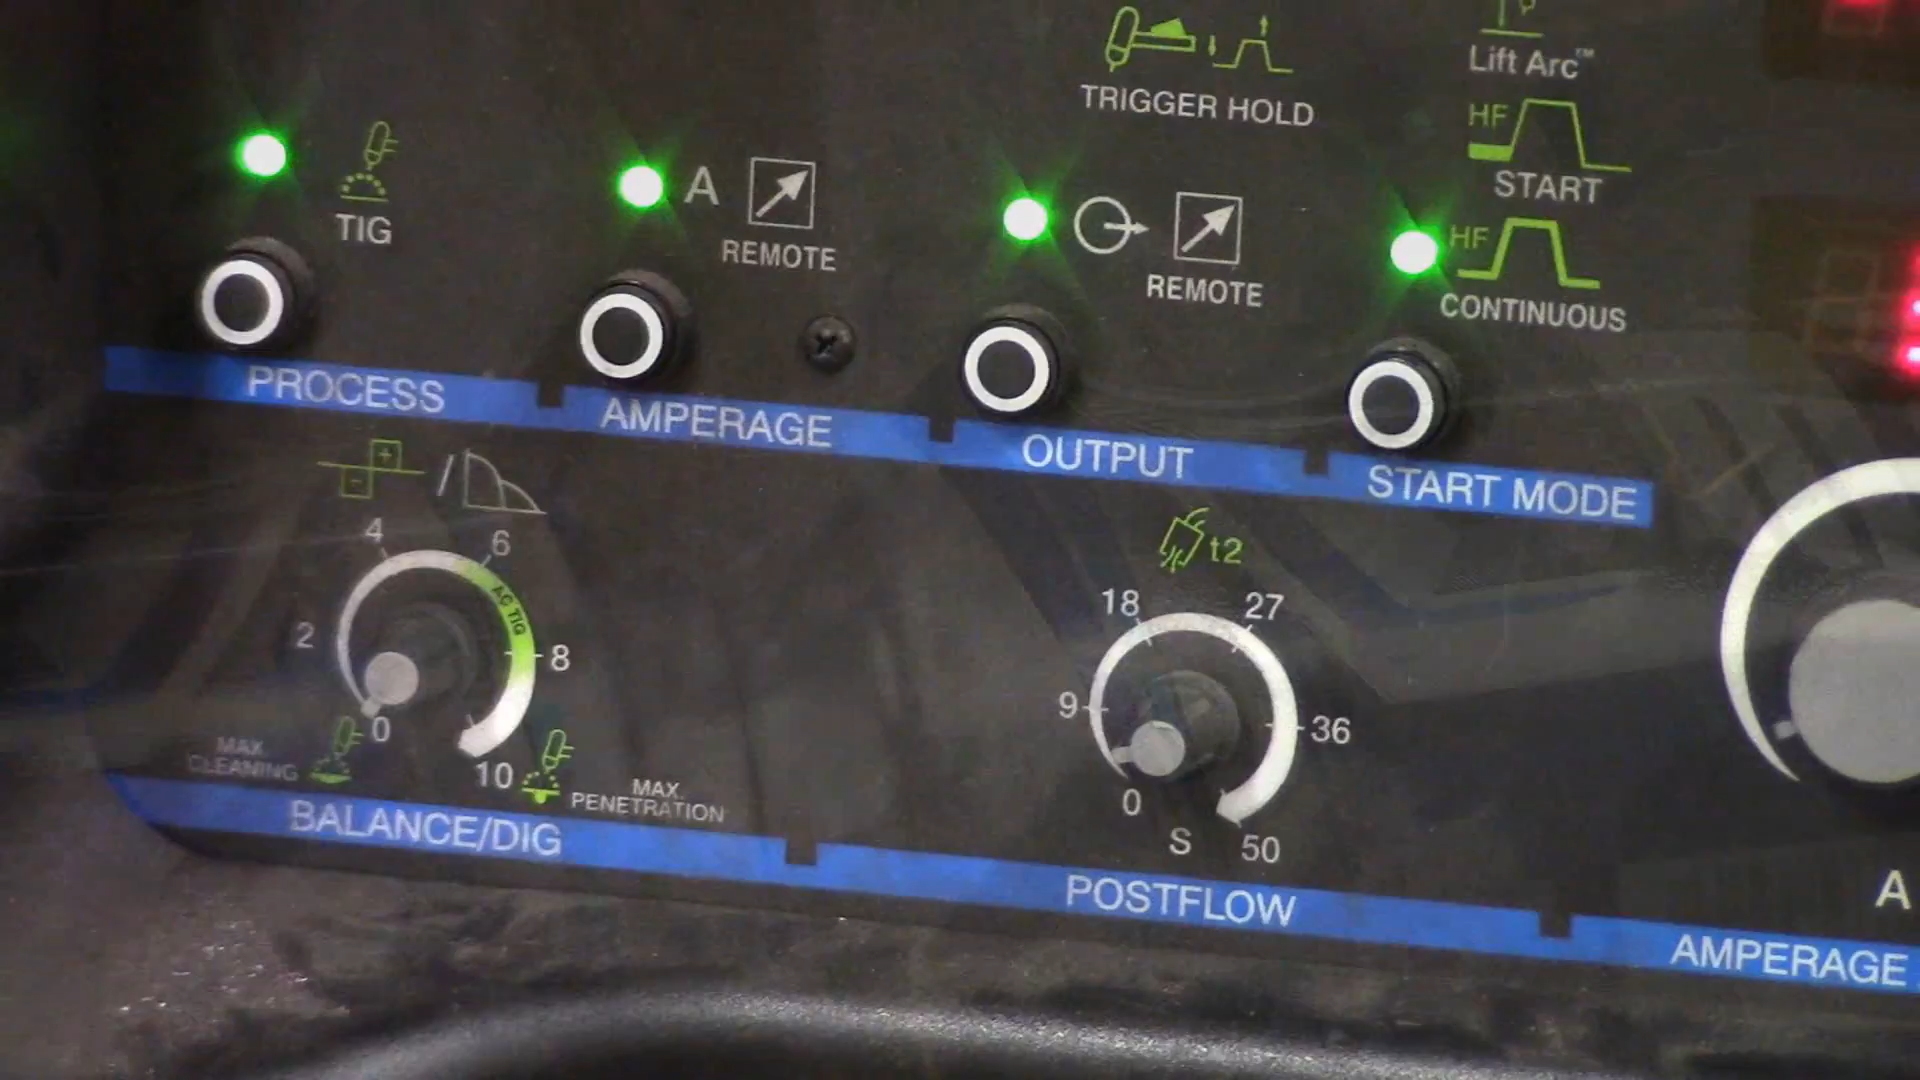 TRIGGER HOLD
Lift Arc™
HF
START
TIG
A
REMOTE
REMOTE
HF
CONTINUOUS
PROCESS
AMPERAGE
OUTPUT
START MODE
+
-
/
4
6
AC TIG
2
8
0
10
MAX.
CLEANING
MAX.
PENETRATION
BALANCE/DIG
t2
18
27
9
36
0
S
50
POSTFLOW
A
AMPERAGE